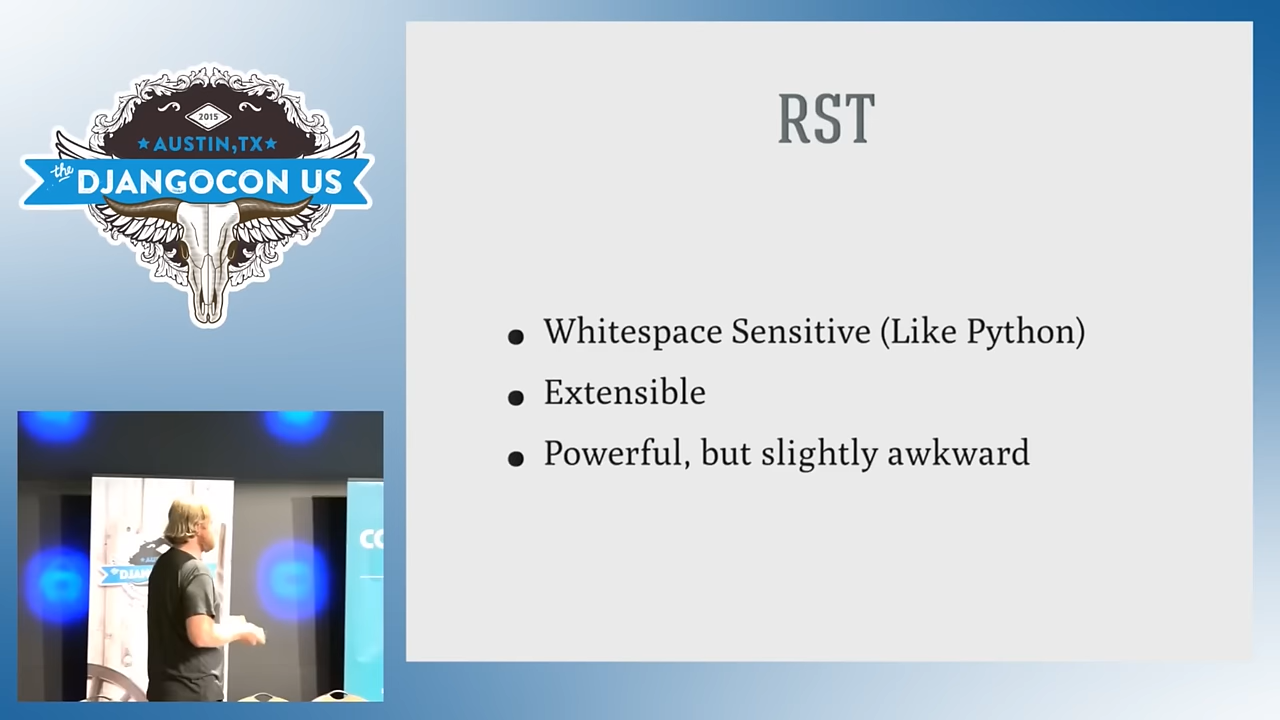 2015
AUSTIN, TX
the
DJANGOCON US
RST
Whitespace Sensitive (Like Python)
Extensible
Powerful, but slightly awkward